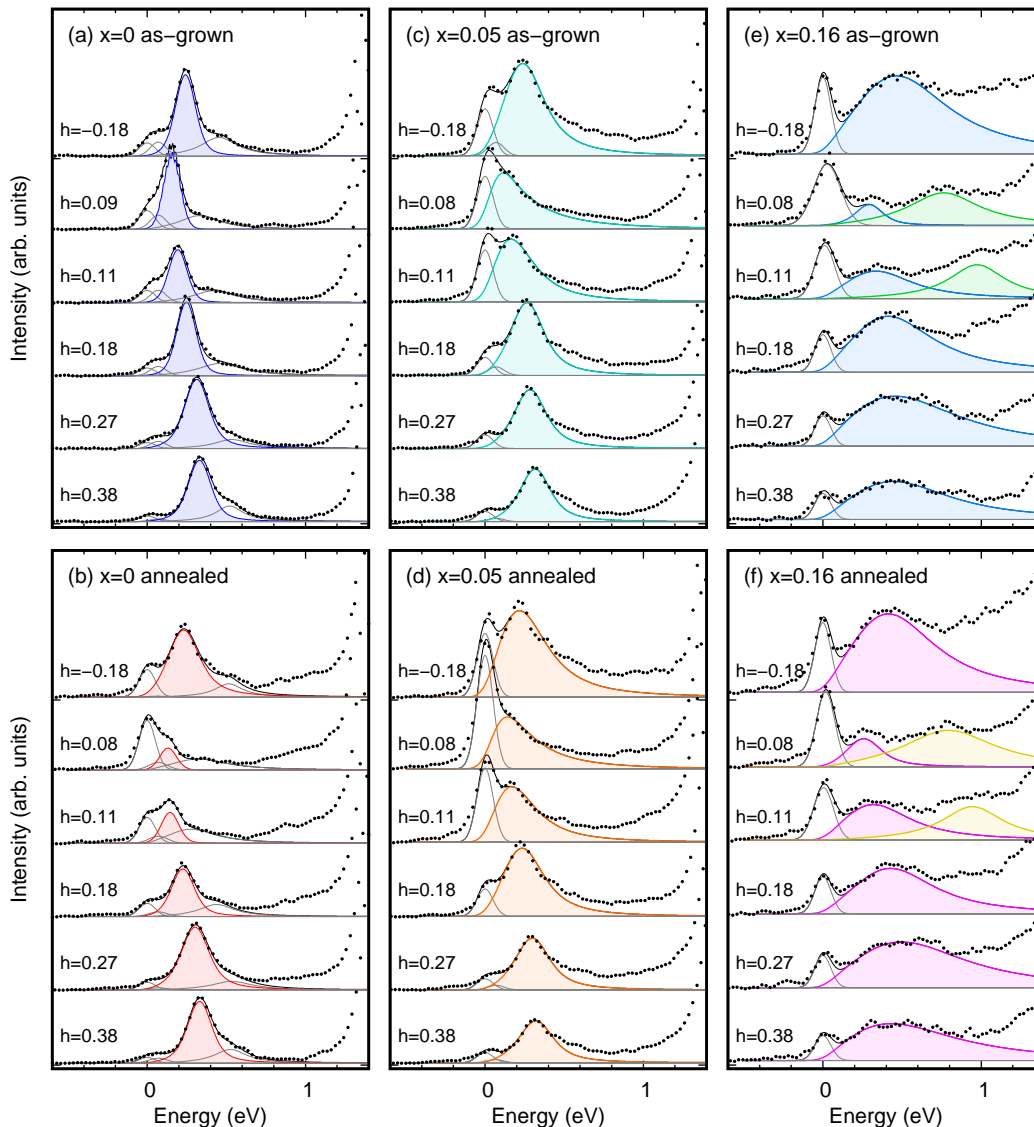 (a) x=0 as−grown
h=−0.18
h=0.09
h=0.11
h=0.18
h=0.27
h=0.38
(c) x=0.05 as−grown
h=−0.18
h=0.08
h=0.11
h=0.18
h=0.27
h=0.38
(e) x=0.16 as−grown
h=−0.18
h=0.08
h=0.11
h=0.18
h=0.27
h=0.38
Intensity (arb. units)
(b) x=0 annealed
h=−0.18
h=0.08
h=0.11
h=0.18
h=0.27
h=0.38
(d) x=0.05 annealed
h=−0.18
h=0.08
h=0.11
h=0.18
h=0.27
h=0.38
(f) x=0.16 annealed
h=−0.18
h=0.08
h=0.11
h=0.18
h=0.27
h=0.38
Intensity (arb. units)
0 1 0 1 0 1
Energy (eV) Energy (eV) Energy (eV)